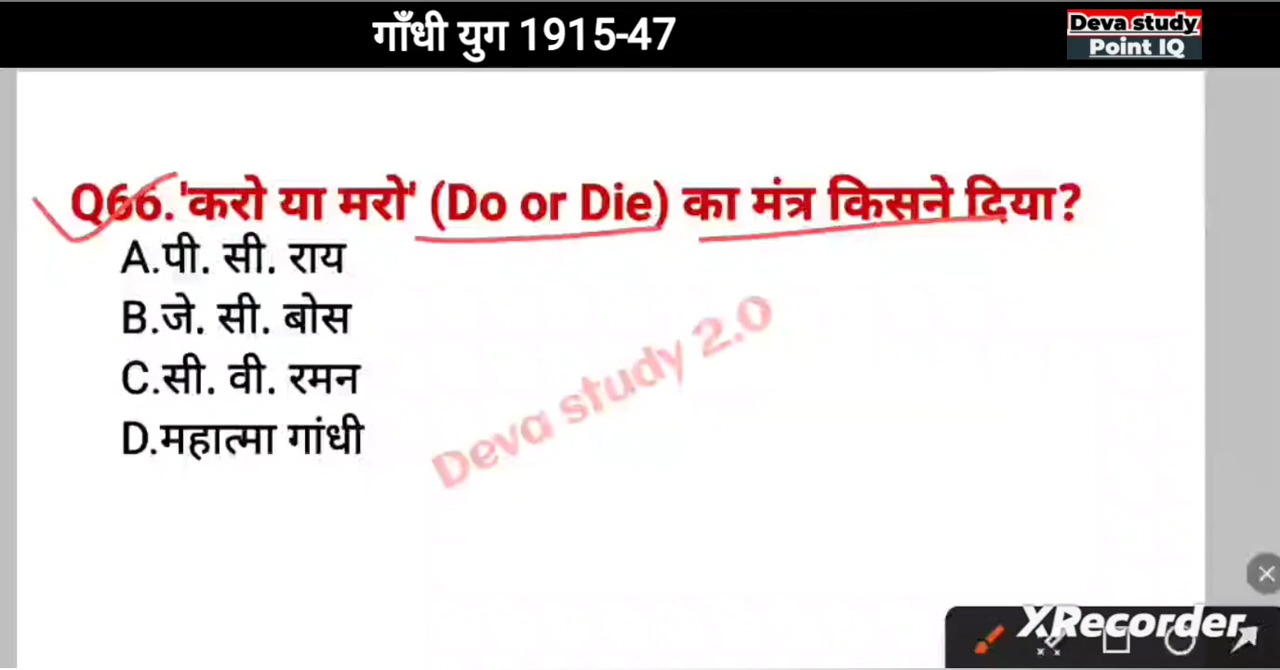 गाँधी युग 1915-47
Deva study
Point IQ
Q66.'करो या मरो' (Do or Die) का मंत्र किसने दिया?
A.पी. सी. राय
B.जे. सी. बोस
C.सी. वी. रमन
D.महात्मा गांधी
Deva study 2.0
XRecorder